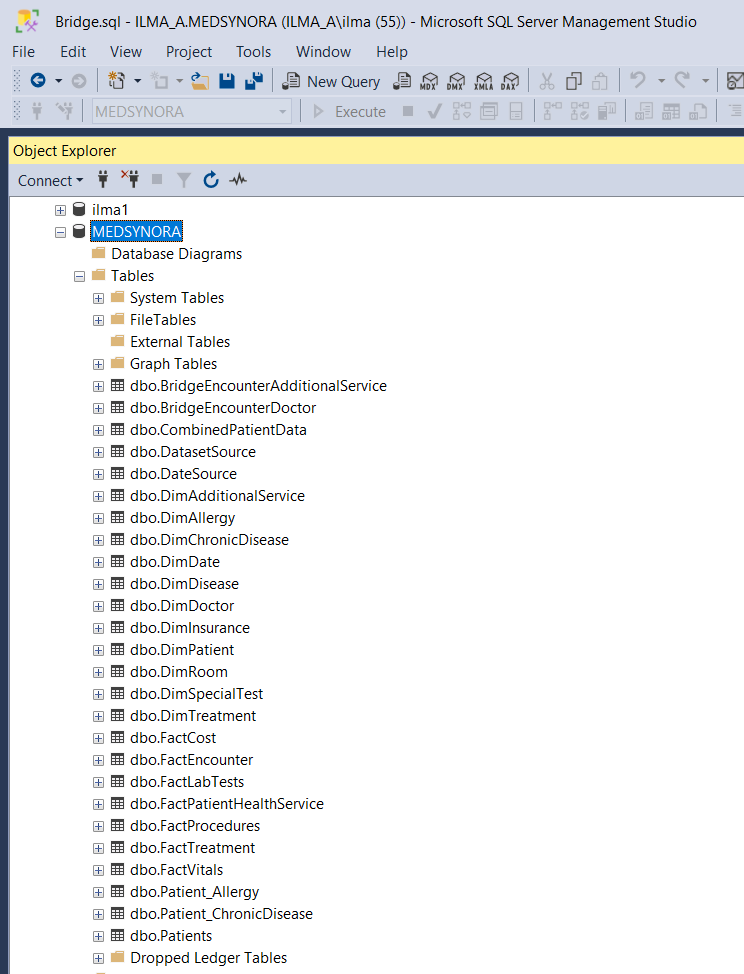 Bridge.sql - ILMA_A.MEDSYNORA (ILMA_A\ilma (55)) - Microsoft SQL Server Management Studio
File Edit View Project Tools Window Help
New Query MDX DMX XMLA DAX
MEDSYNORA Execute
Object Explorer
Connect
ilma1
MEDSYNORA
Database Diagrams
Tables
System Tables
FileTables
External Tables
Graph Tables
dbo.BridgeEncounterAdditionalService
dbo.BridgeEncounterDoctor
dbo.CombinedPatientData
dbo.DatasetSource
dbo.DateSource
dbo.DimAdditionalService
dbo.DimAllergy
dbo.DimChronicDisease
dbo.DimDate
dbo.DimDisease
dbo.DimDoctor
dbo.DimInsurance
dbo.DimPatient
dbo.DimRoom
dbo.DimSpecialTest
dbo.DimTreatment
dbo.FactCost
dbo.FactEncounter
dbo.FactLabTests
dbo.FactPatientHealthService
dbo.FactProcedures
dbo.FactTreatment
dbo.FactVitals
dbo.Patient_Allergy
dbo.Patient_ChronicDisease
dbo.Patients
Dropped Ledger Tables